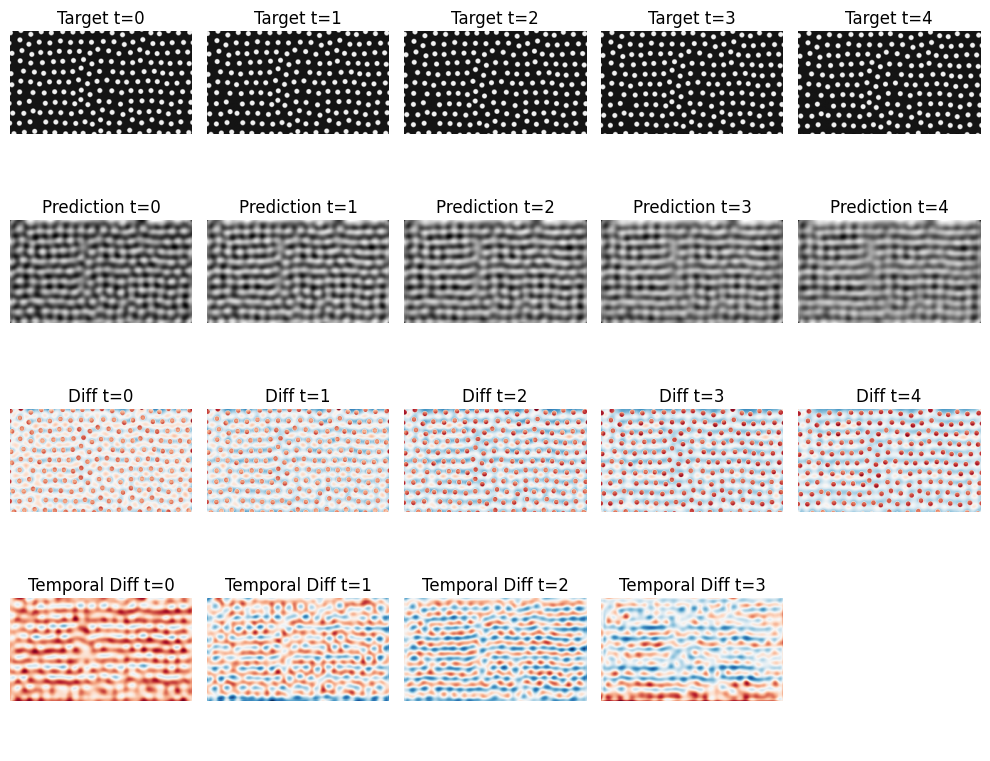 Target t=0 Target t=1 Target t=2 Target t=3 Target t=4
Prediction t=0 Prediction t=1 Prediction t=2 Prediction t=3 Prediction t=4
Diff t=0 Diff t=1 Diff t=2 Diff t=3 Diff t=4
Temporal Diff t=0 Temporal Diff t=1 Temporal Diff t=2 Temporal Diff t=3